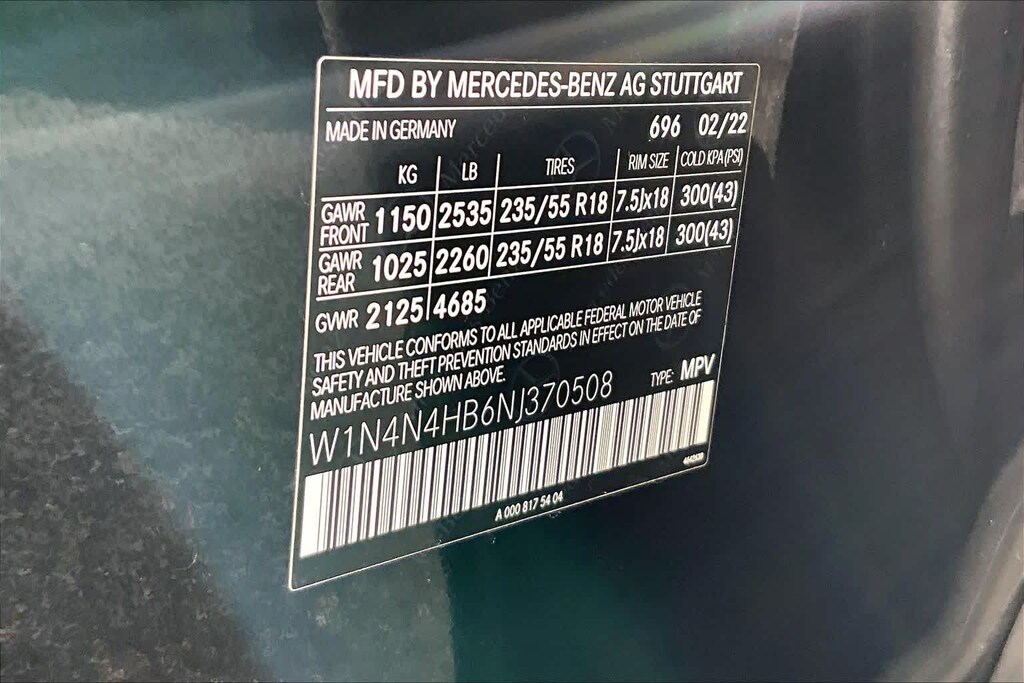 MFD BY MERCEDES-BENZ AG STUTTGART
MADE IN GERMANY 696 02/22
KG LB TIRES RIM SIZE COLD KPA(PSI)
GAWR FRONT 1150 2535 235/55 R18 7.5Jx18 300(43)
GAWR REAR 1025 2260 235/55 R18 7.5Jx18 300(43)
GVWR 2125 4685
THIS VEHICLE CONFORMS TO ALL APPLICABLE FEDERAL MOTOR VEHICLE
SAFETY AND THEFT PREVENTION STANDARDS IN EFFECT ON THE DATE OF
MANUFACTURE SHOWN ABOVE.
W1N4N4HB6NJ370508 TYPE: MPV
A 000 817 54 04